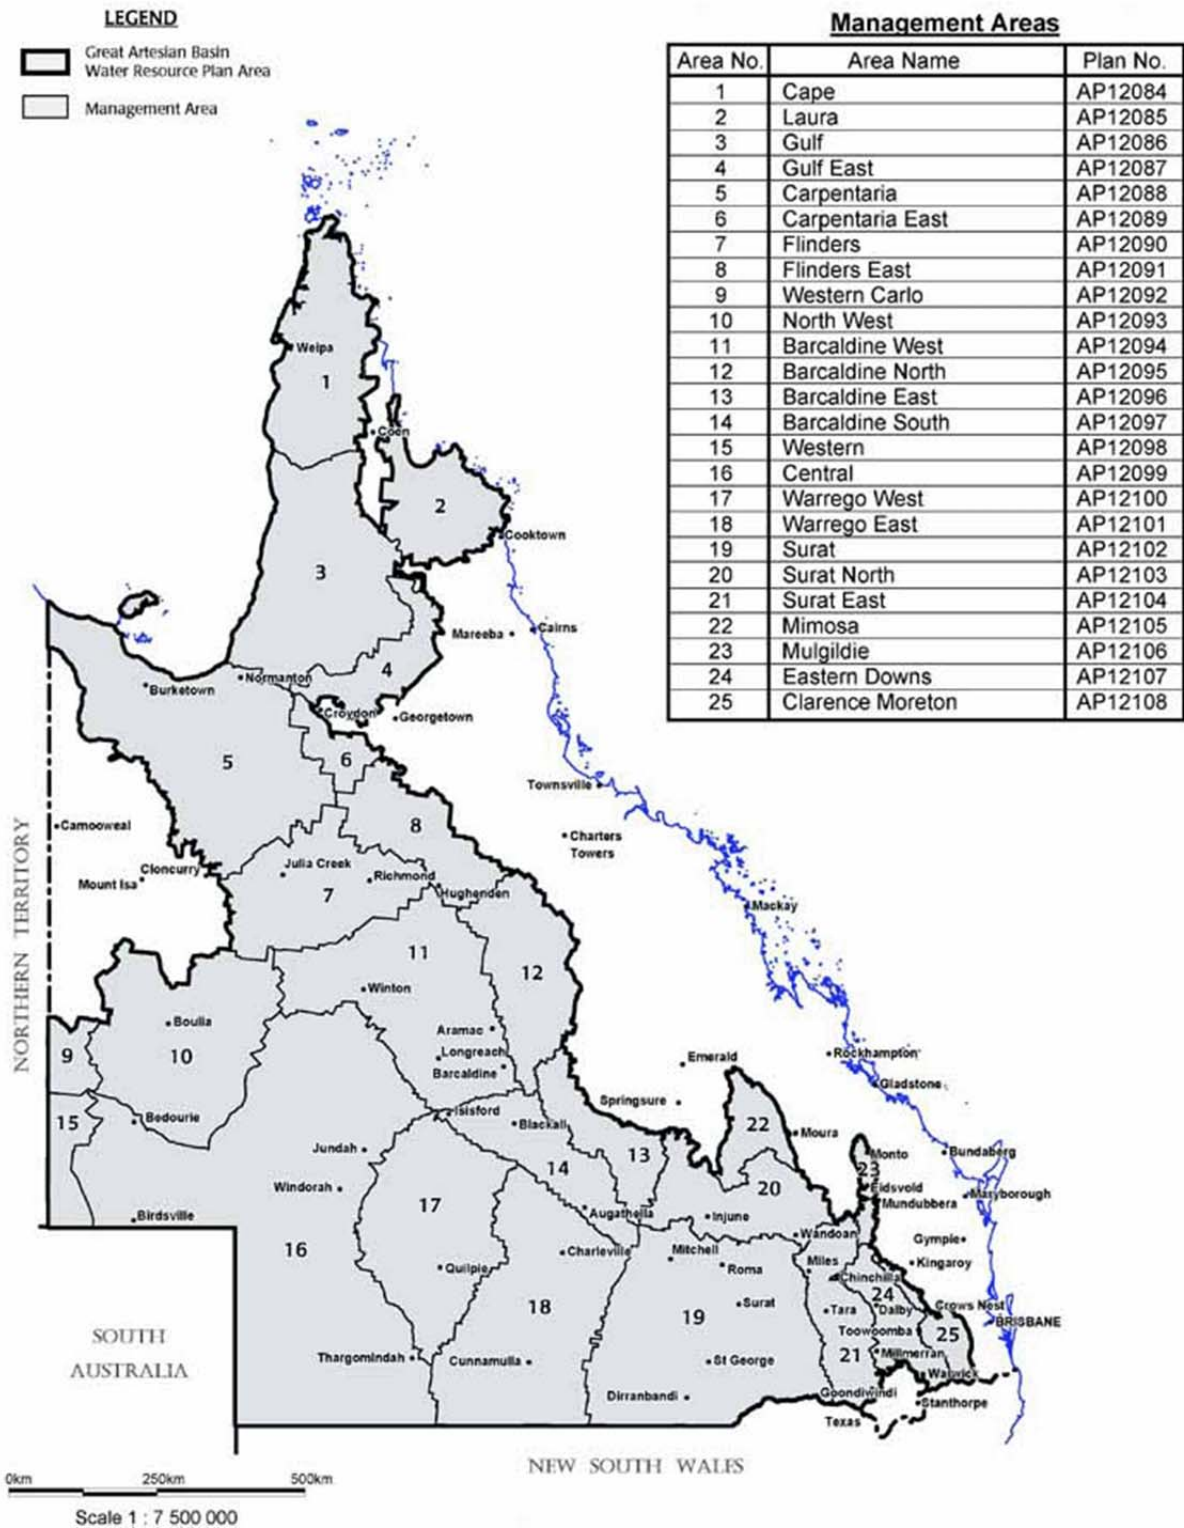 LEGEND
Great Artesian Basin
Water Resource Plan Area
Management Area
Management Areas
Area No. Area Name Plan No.
1 Cape AP12084
2 Laura AP12085
3 Gulf AP12086
4 Gulf East AP12087
5 Carpentaria AP12088
6 Carpentaria East AP12089
7 Flinders AP12090
8 Flinders East AP12091
9 Western Carlo AP12092
10 North West AP12093
11 Barcaldine West AP12094
12 Barcaldine North AP12095
13 Barcaldine East AP12096
14 Barcaldine South AP12097
15 Western AP12098
16 Central AP12099
17 Warrego West AP12100
18 Warrego East AP12101
19 Surat AP12102
20 Surat North AP12103
21 Surat East AP12104
22 Mimosa AP12105
23 Mulgildie AP12106
24 Eastern Downs AP12107
25 Clarence Moreton AP12108
Weipa
1
Coen
2
Cooktown
3
Mareeba
Cairns
4
Normanton
Burketown
Croydon
Georgetown
5
6
Townsville
8
Camooweal
Charters
Towers
Julia Creek
Cloncurry
Richmond
Mount Isa
7
Hughenden
Mackay
11
12
Winton
NORTHERN TERRITORY
Boulia
Aramac
9
10
Longreach
Emerald
Rockhampton
Barcaldine
Gladstone
Springsure
Isisford
15
Bedourie
Blackall
22
Moura
Jundah
13
Monto
Bundaberg
14
23
Windorah
20
Eidsvold
Maryborough
17
Mundubbera
Birdsville
Augathella
Injune
Wandoan
Gympie
16
Charleville
Mitchell
Miles
Kingaroy
Quilpie
Roma
Chinchilla
24
18
Surat
Tara
Dalby
Crows Nest
19
BRISBANE
SOUTH
AUSTRALIA
Toowoomba
25
Thargomindah
Cunnamulla
St George
21
Millmerran
Warwick
Dirranbandi
Goondiwindi
Stanthorpe
Texas
NEW SOUTH WALES
0km 250km 500km
Scale 1 : 7 500 000